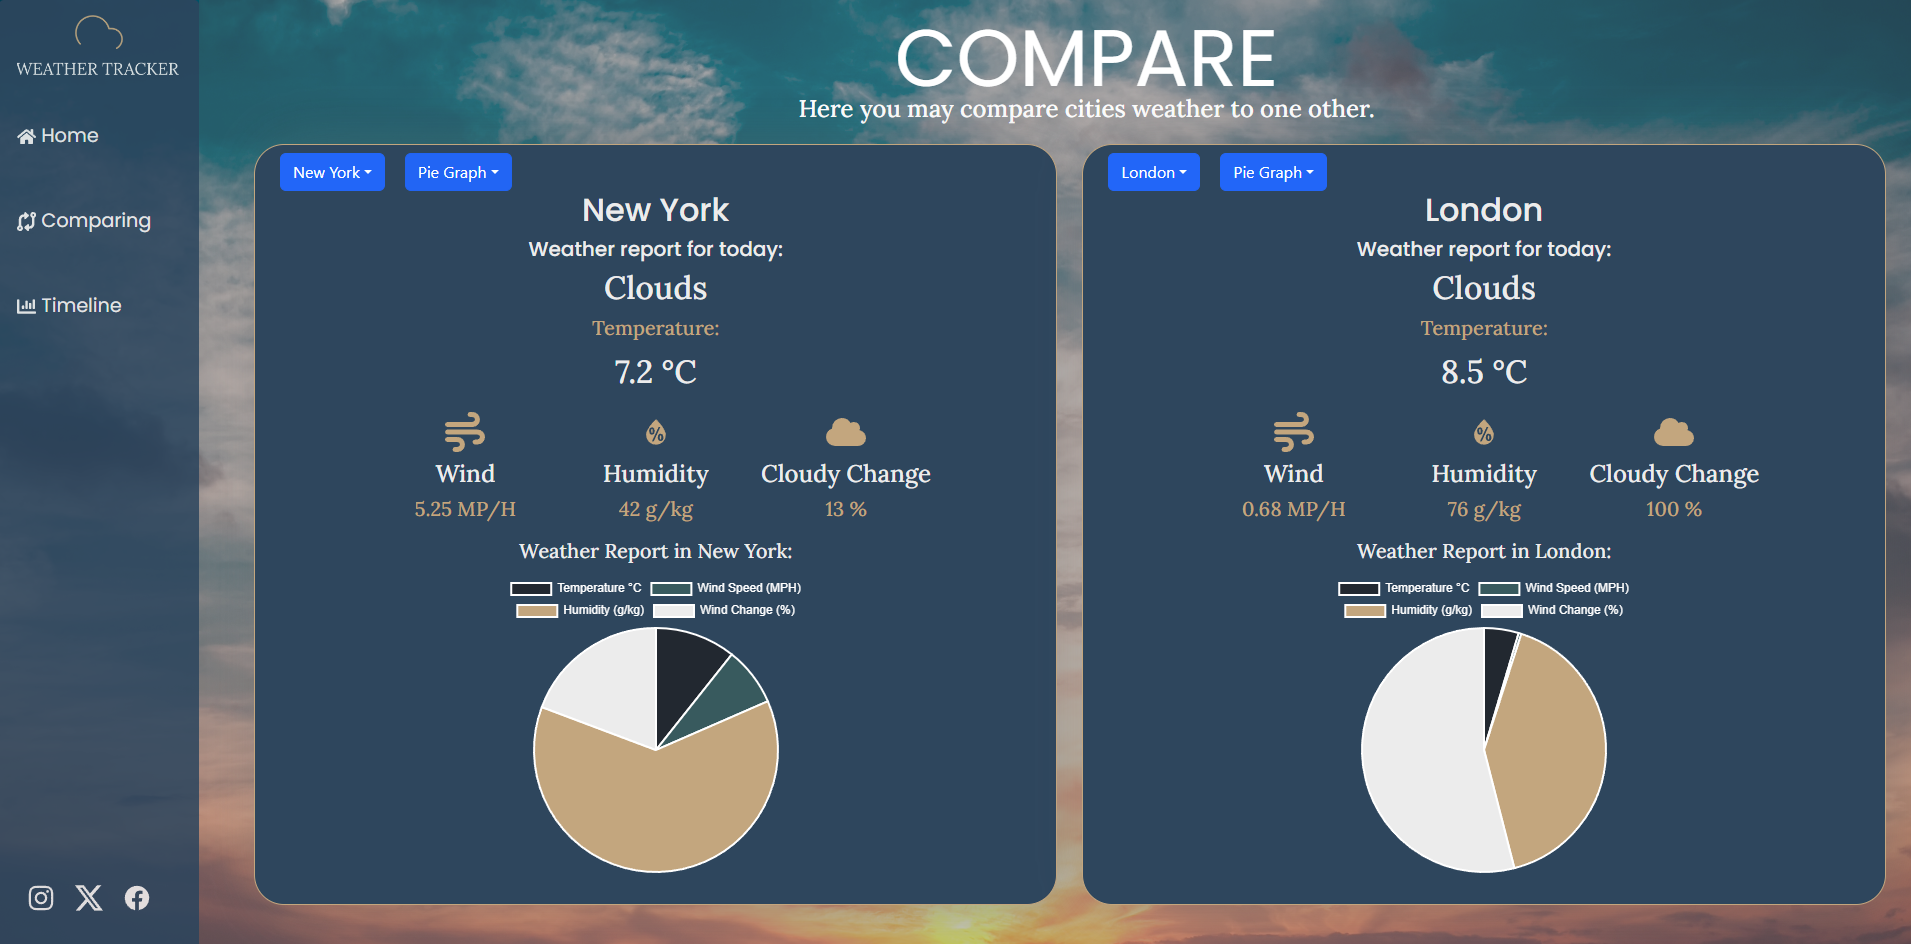 WEATHER TRACKER
Home
Comparing
Timeline
COMPARE
Here you may compare cities weather to one other.
New York
Pie Graph
New York
Weather report for today:
Clouds
Temperature:
7.2 °C
%
Wind
Humidity
Cloudy Change
5.25 MP/H
42 g/kg
13 %
Weather Report in New York:
Temperature °C
Wind Speed (MPH)
Humidity (g/kg)
Wind Change (%)
London
Pie Graph
London
Weather report for today:
Clouds
Temperature:
8.5 °C
%
Wind
Humidity
Cloudy Change
0.68 MP/H
76 g/kg
100 %
Weather Report in London:
Temperature °C
Wind Speed (MPH)
Humidity (g/kg)
Wind Change (%)